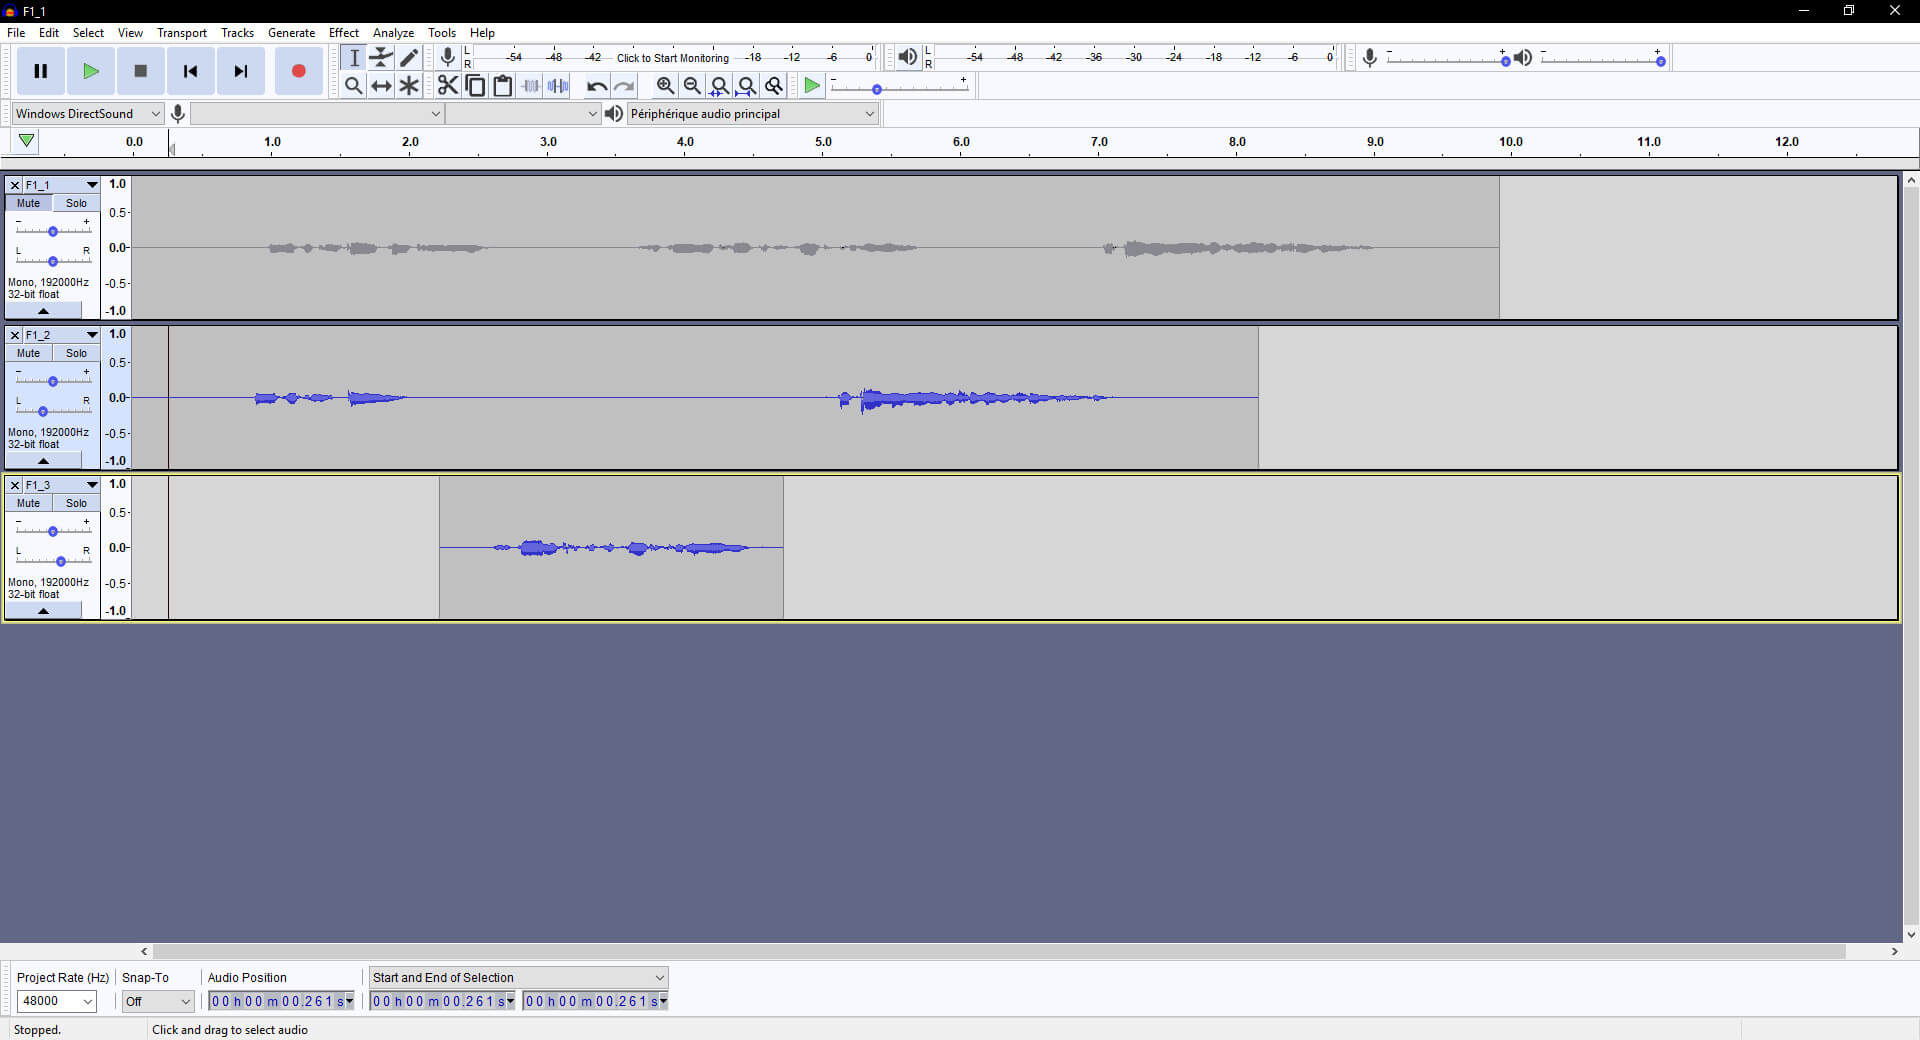 F1_1
File Edit Select View Transport Tracks Generate Effect Analyze Tools Help
L R -54 -48 -42 Click to Start Monitoring -18 -12 -6 0
L R -54 -48 -42 -36 -30 -24 -18 -12 -6 0
- + - +
- +
Windows DirectSound Périphérique audio principal
0.0 1.0 2.0 3.0 4.0 5.0 6.0 7.0 8.0 9.0 10.0 11.0 12.0
F1_1 1.0
Mute Solo
0.5
- +
0.0
L R
Mono, 192000Hz -0.5
32-bit float
-1.0
F1_2 1.0
Mute Solo
0.5
- +
0.0
L R
Mono, 192000Hz -0.5
32-bit float
-1.0
F1_3 1.0
Mute Solo
0.5
- +
0.0
L R
Mono, 192000Hz -0.5
32-bit float
-1.0
Project Rate (Hz) Snap-To Audio Position Start and End of Selection
48000 Off 00 h 00 m 00.261 s 00 h 00 m 00.261 s 00 h 00 m 00.261 s
Stopped. Click and drag to select audio